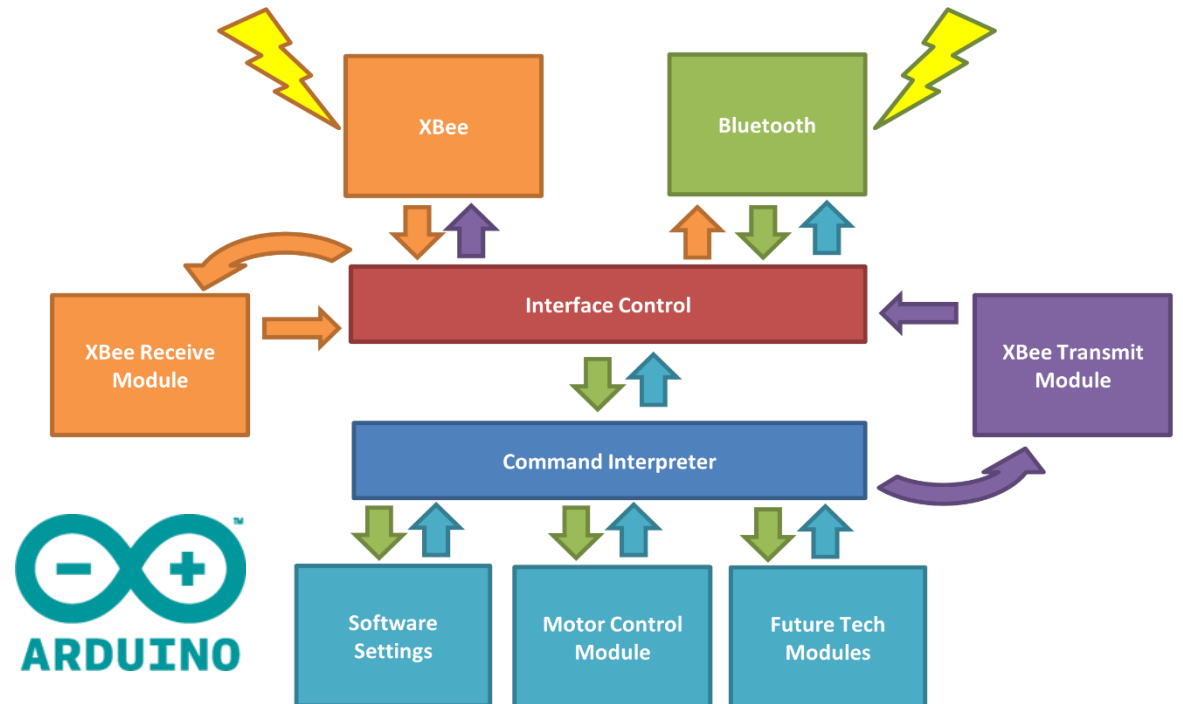 XBee
Bluetooth
Interface Control
XBee Receive
Module
XBee Transmit
Module
Command Interpreter
Software
Settings
Motor Control
Module
Future Tech
Modules
TM
ARDUINO